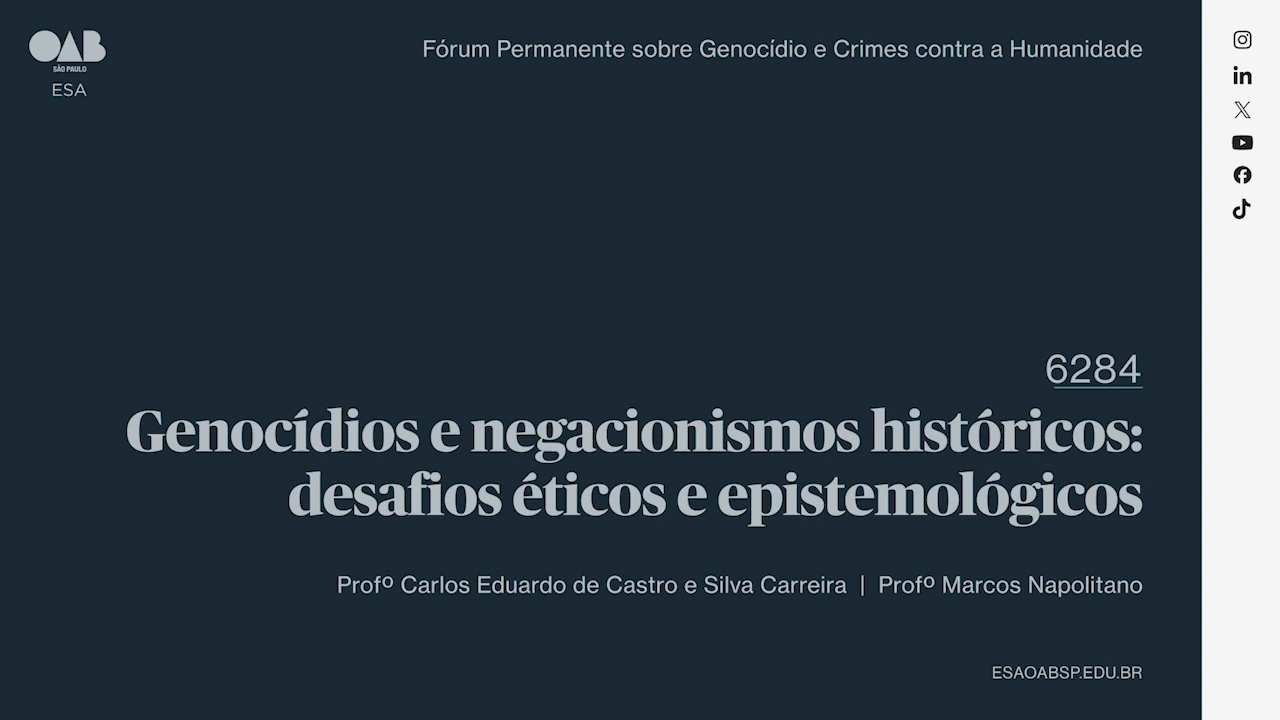 OAB
SÃO PAULO
ESA
Fórum Permanente sobre Genocídio e Crimes contra a Humanidade
6284
Genocídios e negacionismos históricos:
desafios éticos e epistemológicos
Profº Carlos Eduardo de Castro e Silva Carreira | Profº Marcos Napolitano
ESAOABSP.EDU.BR